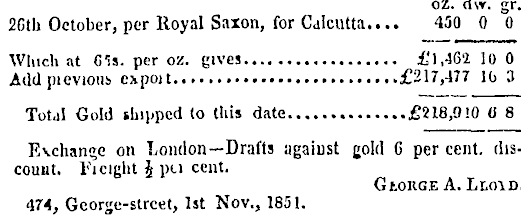 oz. dw. gr.
26th October, per Royal Saxon, for Calcutta.... 450 0 0
Which at 65s. per oz. gives.............. £1,462 10 0
Add previous export........................£217,477 16 3
Total Gold shipped to this date...............£218,940 6 8
Exchange on London—Drafts against gold 6 per cent. dis-
count. Freight ½ per cent.
GEORGE A. LLOYD.
474, George-street, 1st Nov., 1851.